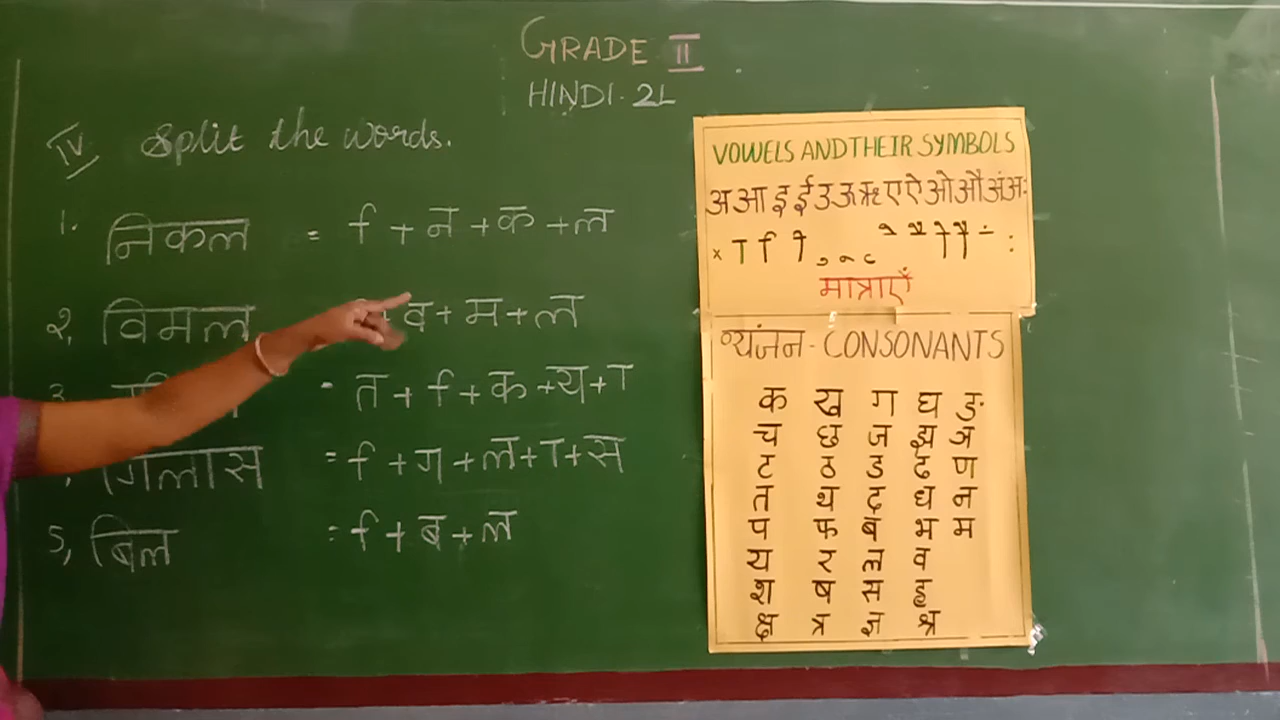 GRADE II
HINDI. 2L
IV Split the words.
1. निकल = ि + न + क + ल
2, विमल व + म + ल
3. त + ि + क + य + ा
गिलास = ि + ग + ल + ा + स
5, बिल = ि + ब + ल
VOWELS AND THEIR SYMBOLS
अ आ इ ई उ ऊ ऋ ए ऐ ओ औ अं अः
× ा ि ी ु ू ृ े ै ो ौ ं ः
मात्राएँ
व्यंजन - CONSONANTS
क ख ग घ ङ
च छ ज झ ञ
ट ठ ड ढ ण
त थ द ध न
प फ ब भ म
य र ल व
श ष स ह
क्ष त्र ज्ञ श्र